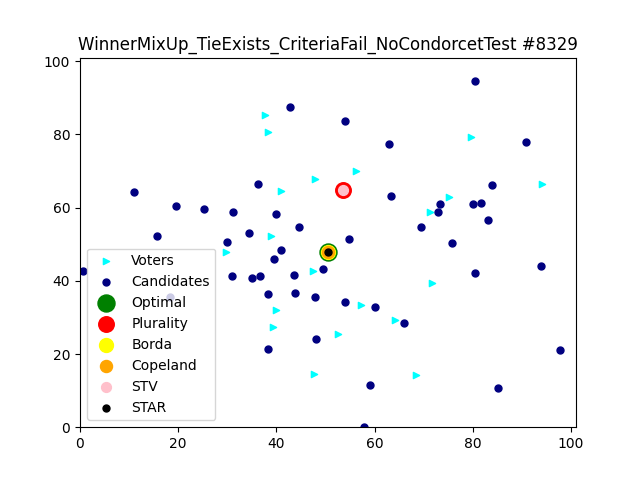 WinnerMixUp_TieExists_CriteriaFail_NoCondorcetTest #8329
100
80
60
40
20
0
Voters
Candidates
Optimal
Plurality
Borda
Copeland
STV
STAR
0 20 40 60 80 100